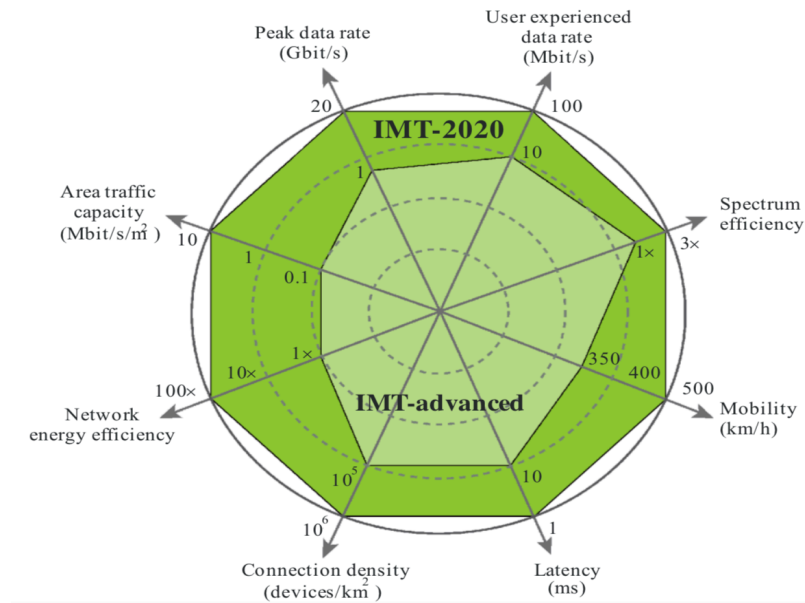 Peak data rate
(Gbit/s)
User experienced
data rate
(Mbit/s)
20
100
IMT-2020
1
10
Area traffic
capacity
(Mbit/s/m²)
10
1
0.1
Spectrum
efficiency
1×
3×
1×
10×
100×
Network
energy efficiency
350
400
500
Mobility
(km/h)
IMT-advanced
10⁵
10⁶
10
1
Connection density
(devices/km²)
Latency
(ms)